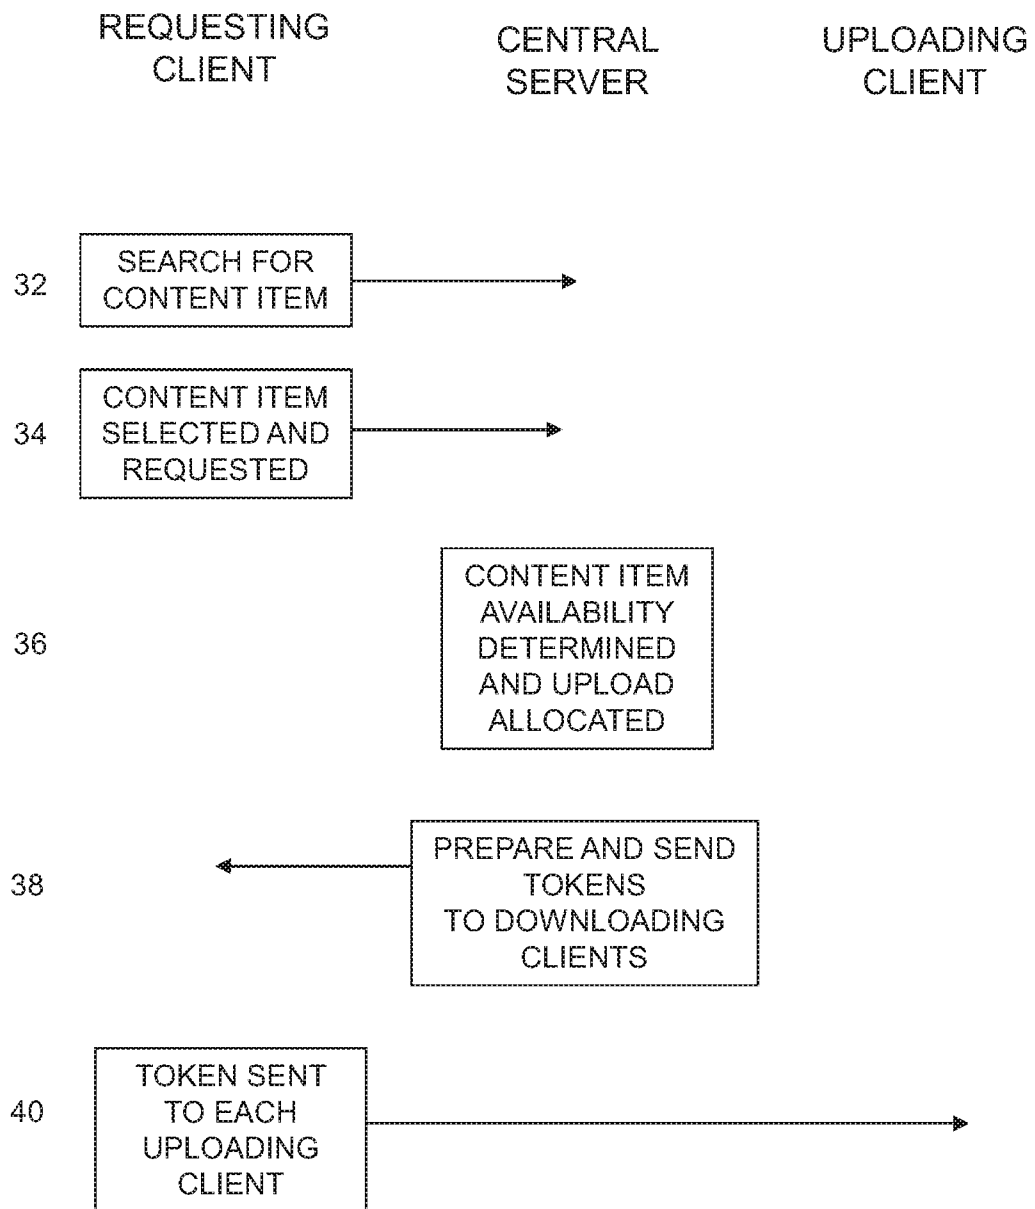 REQUESTING
CLIENT
CENTRAL
SERVER
UPLOADING
CLIENT
32
SEARCH FOR
CONTENT ITEM
34
CONTENT ITEM
SELECTED AND
REQUESTED
36
CONTENT ITEM
AVAILABILITY
DETERMINED
AND UPLOAD
ALLOCATED
38
PREPARE AND SEND
TOKENS
TO DOWNLOADING
CLIENTS
40
TOKEN SENT
TO EACH
UPLOADING
CLIENT